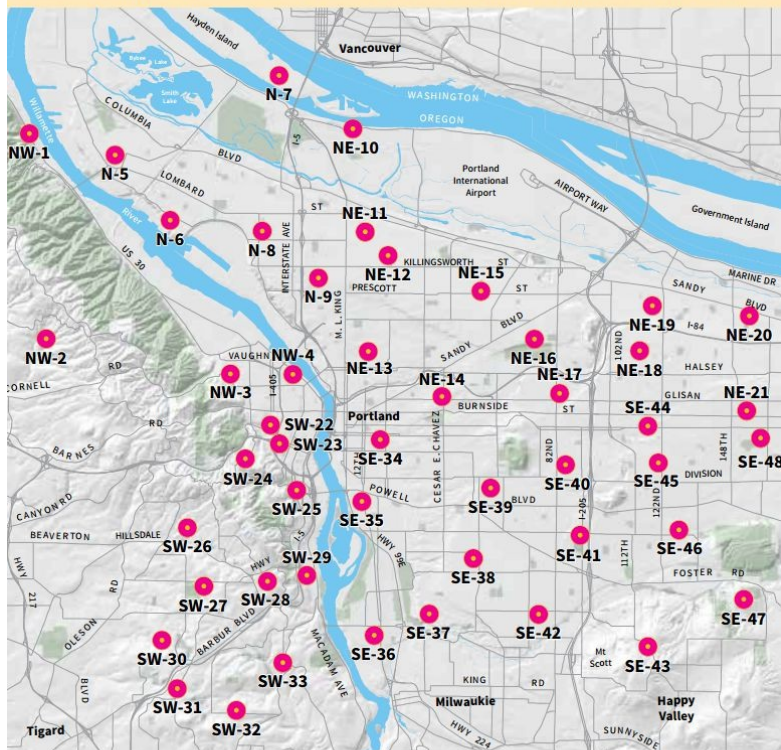 Hayden Island
Vancouver
Bybee
Lake
Smith
Lake
N-7
WASHINGTON
OREGON
Willamette
River
COLUMBIA
BLVD
I-5
NW-1
N-5
NE-10
LOMBARD
ST
Portland
International
Airport
AIRPORT WAY
Government Island
N-6
N-8
NE-11
INTERSTATE AVE
US 30
NE-12
KILLINGSWORTH
ST
NE-15
N-9
PRESCOTT
ST
MARINE DR
SANDY
BLVD
NE-19
NE-20
I-84
M. L. KING
SANDY
BLVD
NW-2
RD
CORNELL
VAUGHN
NW-4
NE-13
NE-16
102ND
NE-18
HALSEY
NW-3
I-405
NE-14
NE-17
GLISAN
NE-21
Portland
BURNSIDE
ST
SE-44
SW-22
SW-23
RD
BARNES
12TH
SE-34
CESAR E. CHAVEZ
82ND
148TH
SE-48
SW-24
SE-40
SE-45
DIVISION
CANYON RD
SW-25
POWELL
SE-39
BLVD
I-205
122ND
SE-35
BEAVERTON
HILLSDALE
SW-26
HWY
I-5
HWY 99E
SE-41
112TH
SE-46
SW-29
SE-38
FOSTER
RD
HWY
217
SW-27
SW-28
OLESON
RD
BARBUR BLVD
SE-37
SE-42
SE-47
SW-30
MACADAM AVE
SE-36
Mt
Scott
SE-43
SW-33
BLVD
SW-31
KING
RD
Milwaukie
Happy
Valley
SW-32
Tigard
HWY 224
SUNNYSIDE